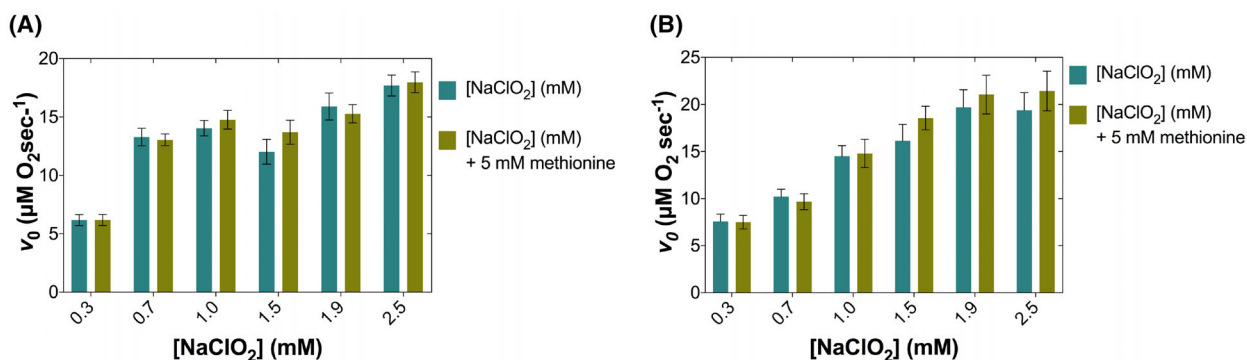 (A)
20
15
10
5
0
v0 (µM O2sec-1)
0.3
0.7
1.0
1.5
1.9
2.5
[NaClO2] (mM)
[NaClO2] (mM)
[NaClO2] (mM)
+ 5 mM methionine
(B)
25
20
15
10
5
0
v0 (µM O2 sec-1)
0.3
0.7
1.0
1.5
1.9
2.5
[NaClO2] (mM)
[NaClO2] (mM)
[NaClO2] (mM)
+ 5 mM methionine